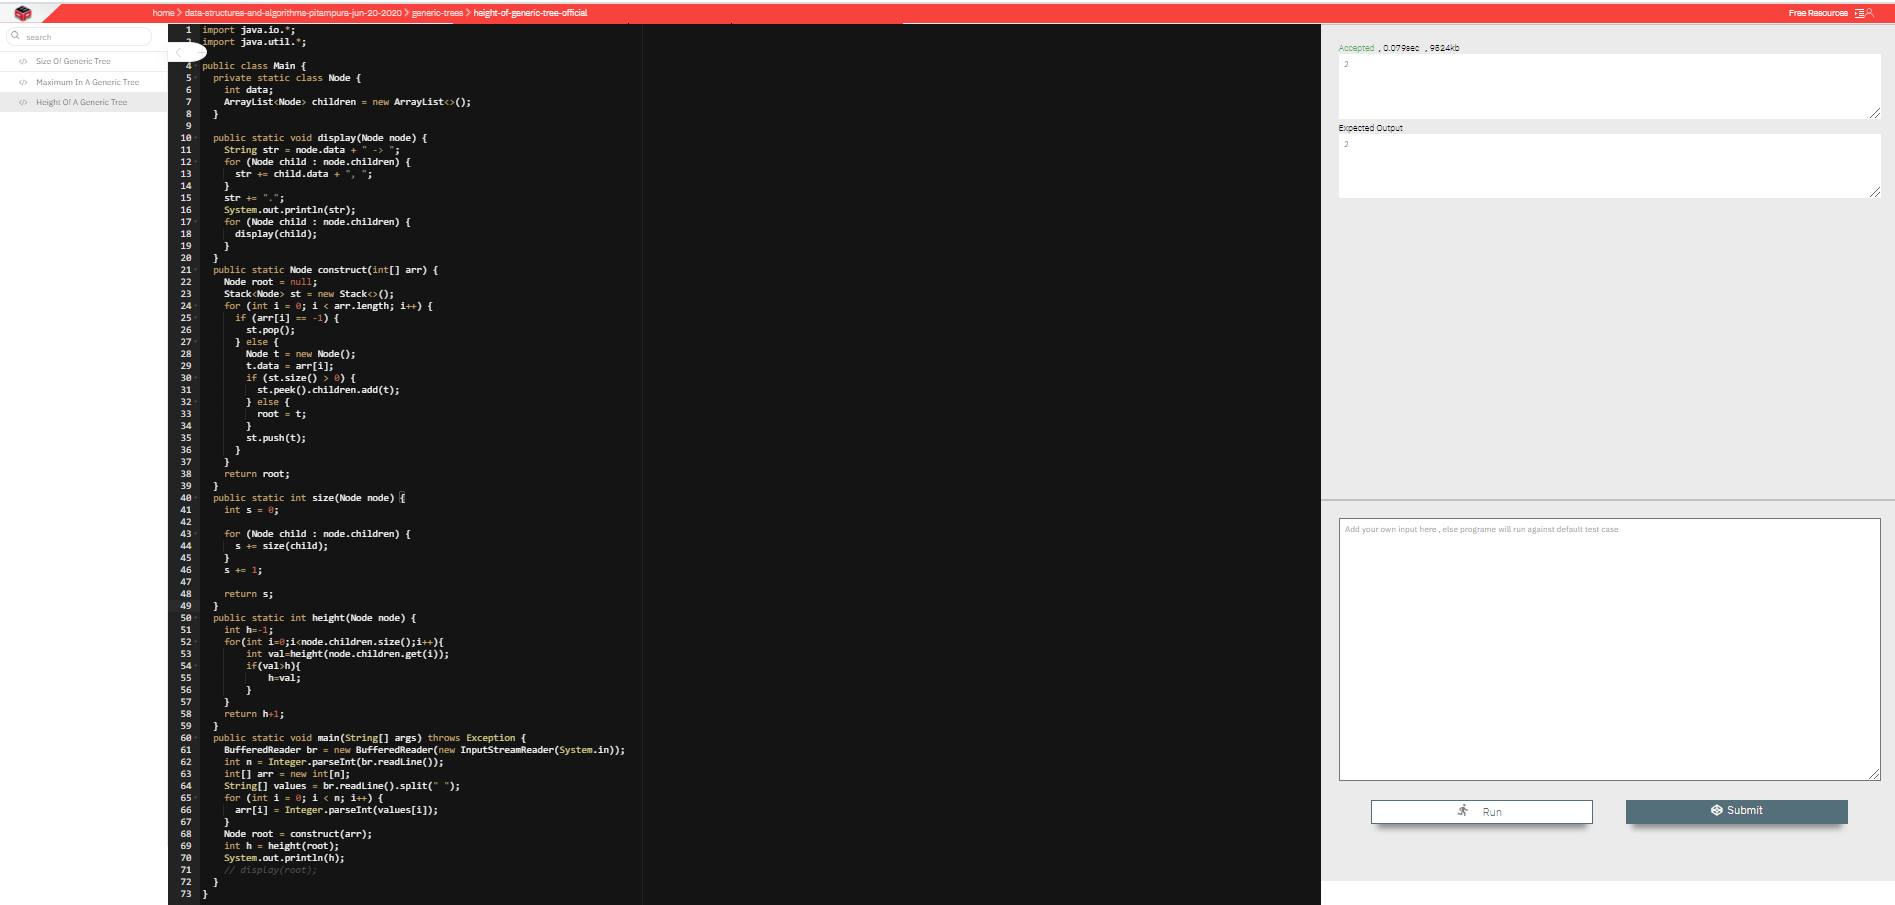 home > data-structures-and-algorithms-pitampura-jun-20-2020 > generic-trees > height-of-generic-tree-official
Free Resources
search
</> Size Of Generic Tree
</> Maximum In A Generic Tree
</> Height Of A Generic Tree
1 import java.io.*;
import java.util.*;
4 public class Main {
5 private static class Node {
6 int data;
7 ArrayList<Node> children = new ArrayList<>();
8 }
9
10 public static void display(Node node) {
11 String str = node.data + " -> ";
12 for (Node child : node.children) {
13 str += child.data + ", ";
14 }
15 str += ".";
16 System.out.println(str);
17 for (Node child : node.children) {
18 display(child);
19 }
20 }
21 public static Node construct(int[] arr) {
22 Node root = null;
23 Stack<Node> st = new Stack<>();
24 for (int i = 0; i < arr.length; i++) {
25 if (arr[i] == -1) {
26 st.pop();
27 } else {
28 Node t = new Node();
29 t.data = arr[i];
30 if (st.size() > 0) {
31 st.peek().children.add(t);
32 } else {
33 root = t;
34 }
35 st.push(t);
36 }
37 }
38 return root;
39 }
40 public static int size(Node node) {
41 int s = 0;
42
43 for (Node child : node.children) {
44 s += size(child);
45 }
46 s += 1;
47
48 return s;
49 }
50 public static int height(Node node) {
51 int h=-1;
52 for(int i=0;i<node.children.size();i++){
53 int val=height(node.children.get(i));
54 if(val>h){
55 h=val;
56 }
57 }
58 return h+1;
59 }
60 public static void main(String[] args) throws Exception {
61 BufferedReader br = new BufferedReader(new InputStreamReader(System.in));
62 int n = Integer.parseInt(br.readLine());
63 int[] arr = new int[n];
64 String[] values = br.readLine().split(" ");
65 for (int i = 0; i < n; i++) {
66 arr[i] = Integer.parseInt(values[i]);
67 }
68 Node root = construct(arr);
69 int h = height(root);
70 System.out.println(h);
71 // display(root);
72 }
73 }
Accepted , 0.079sec , 9624kb
2
Expected Output
2
Add your own input here , else programe will run against default test case
Run
Submit